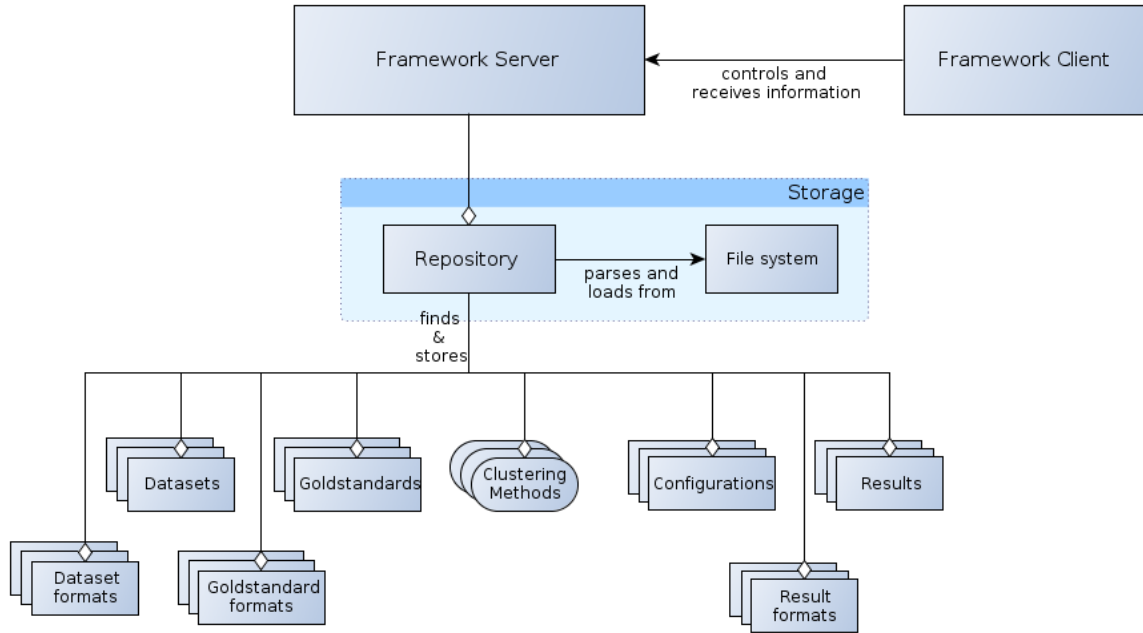 Framework Server
Framework Client
controls and
receives information
Storage
Repository
File system
parses and
loads from
finds
&
stores
Datasets
Goldstandards
Clustering
Methods
Configurations
Results
Dataset
formats
Goldstandard
formats
Result
formats